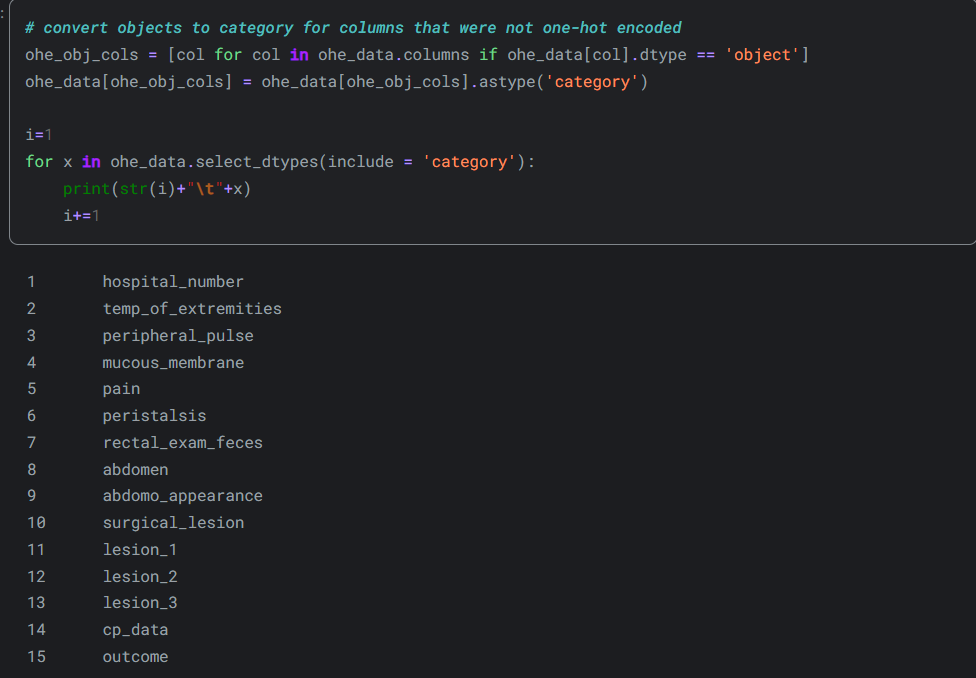 :
# convert objects to category for columns that were not one-hot encoded
ohe_obj_cols = [col for col in ohe_data.columns if ohe_data[col].dtype == 'object']
ohe_data[ohe_obj_cols] = ohe_data[ohe_obj_cols].astype('category')
i=1
for x in ohe_data.select_dtypes(include = 'category'):
    print(str(i)+"\t"+x)
    i+=1
1 hospital_number
2 temp_of_extremities
3 peripheral_pulse
4 mucous_membrane
5 pain
6 peristalsis
7 rectal_exam_feces
8 abdomen
9 abdomo_appearance
10 surgical_lesion
11 lesion_1
12 lesion_2
13 lesion_3
14 cp_data
15 outcome